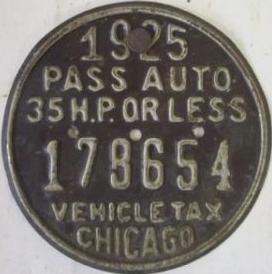 1925
PASS AUTO
35 H.P. OR LESS
178654
VEHICLE TAX
CHICAGO